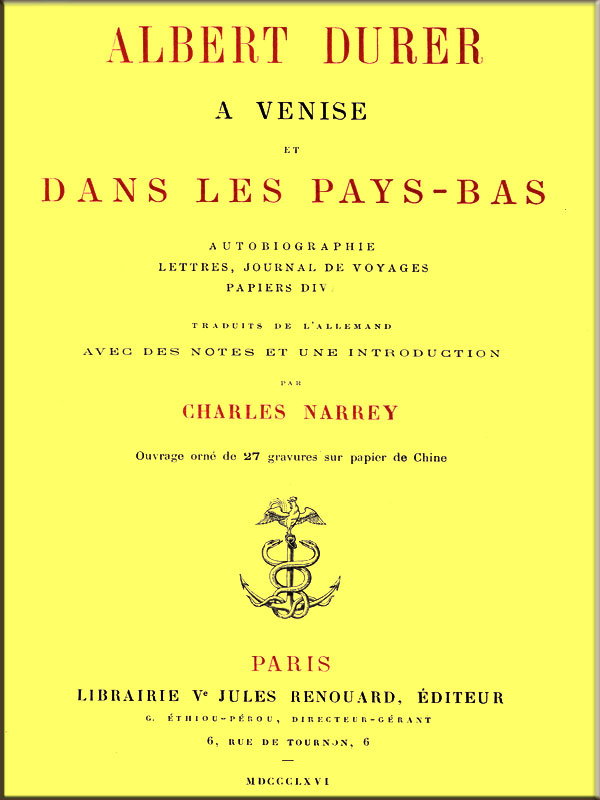 ALBERT DURER
A VENISE
ET
DANS LES PAYS-BAS
AUTOBIOGRAPHIE
LETTRES, JOURNAL DE VOYAGES
PAPIERS DIV
TRADUITS DE L'ALLEMAND
AVEC DES NOTES ET UNE INTRODUCTION
PAR
CHARLES NARREY
Ouvrage orné de 27 gravures sur papier de Chine
PARIS
LIBRAIRIE Ve JULES RENOUARD, ÉDITEUR
G. ÉTHIOU-PÉROU, DIRECTEUR-GÉRANT
6, RUE DE TOURNON, 6
MDCCCLXVI